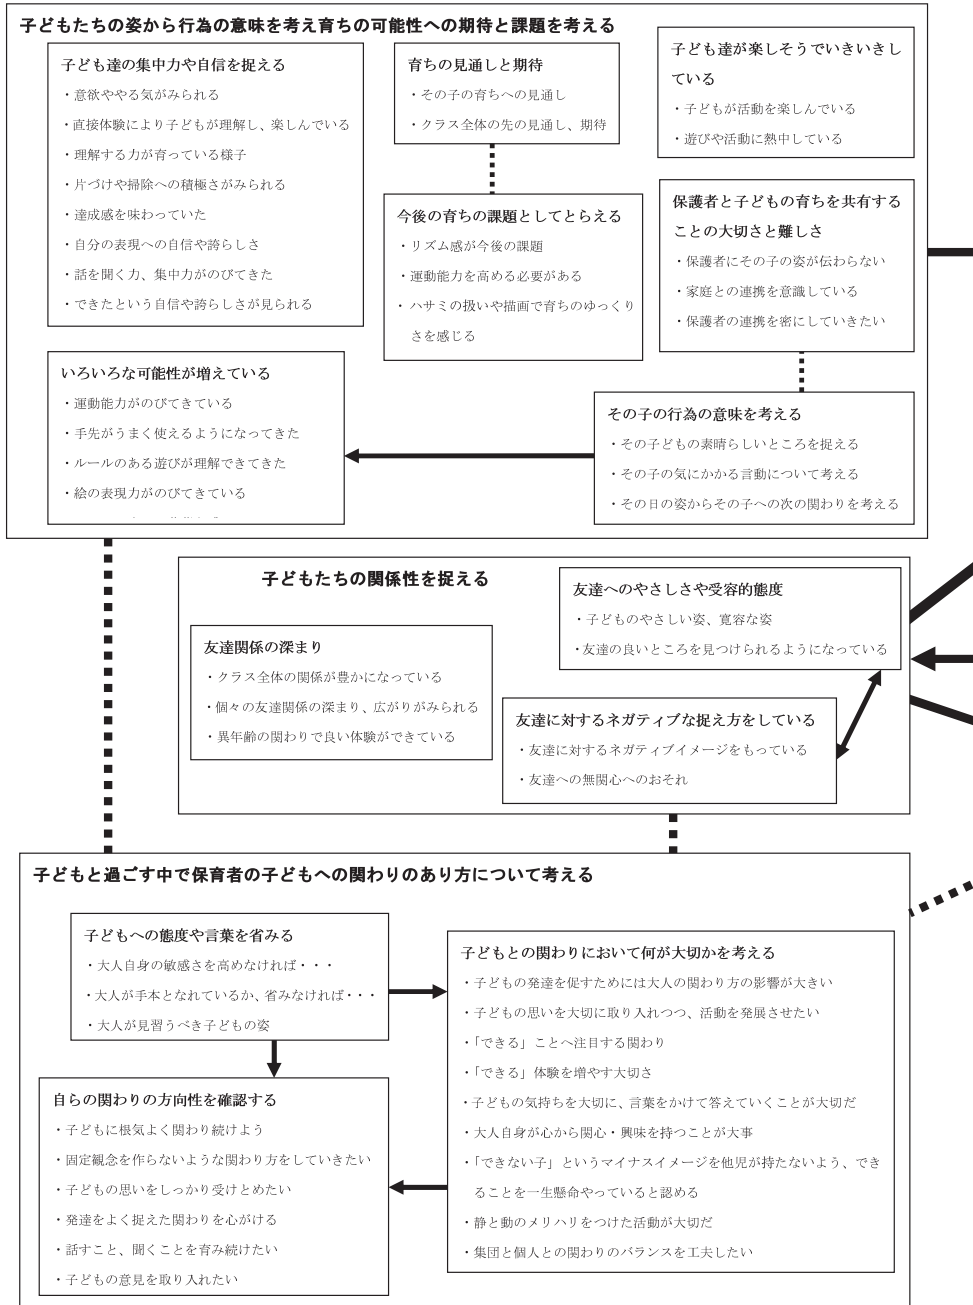 子どもたちの姿から行為の意味を考え育ちの可能性への期待と課題を考える
子ども達の集中力や自信を捉える
・意欲ややる気がみられる
・直接体験により子どもが理解し、楽しんでいる
・理解する力が育っている様子
・片づけや掃除への積極さがみられる
・達成感を味わっていた
・自分の表現への自信や誇らしさ
・話を聞く力、集中力がのびてきた
・できたという自信や誇らしさが見られる
育ちの見通しと期待
・その子の育ちへの見通し
・クラス全体の先の見通し、期待
子ども達が楽しそうでいきいきし
ている
・子どもが活動を楽しんでいる
・遊びや活動に熱中している
今後の育ちの課題としてとらえる
・リズム感が今後の課題
・運動能力を高める必要がある
・ハサミの扱いや描画で育ちのゆっくり
さを感じる
保護者と子どもの育ちを共有する
ことの大切さと難しさ
・保護者にその子の姿が伝わらない
・家庭との連携を意識している
・保護者の連携を密にしていきたい
いろいろな可能性が増えている
・運動能力がのびてきている
・手先がうまく使えるようになってきた
・ルールのある遊びが理解できてきた
・絵の表現力がのびてきている
その子の行為の意味を考える
・その子どもの素晴らしいところを捉える
・その子の気にかかる言動について考える
・その日の姿からその子への次の関わりを考える
子どもたちの関係性を捉える
友達へのやさしさや受容的態度
・子どものやさしい姿、寛容な姿
・友達の良いところを見つけられるようになっている
友達関係の深まり
・クラス全体の関係が豊かになっている
・個々の友達関係の深まり、広がりがみられる
・異年齢の関わりで良い体験ができている
友達に対するネガティブな捉え方をしている
・友達に対するネガティブイメージをもっている
・友達への無関心へのおそれ
子どもと過ごす中で保育者の子どもへの関わりのあり方について考える
子どもへの態度や言葉を省みる
・大人自身の敏感さを高めなければ・・・
・大人が手本となれているか、省みなければ・・・
・大人が見習うべき子どもの姿
子どもとの関わりにおいて何が大切かを考える
・子どもの発達を促すためには大人の関わり方の影響が大きい
・子どもの思いを大切に取り入れつつ、活動を発展させたい
・「できる」ことへ注目する関わり
・「できる」体験を増やす大切さ
・子どもの気持ちを大切に、言葉をかけて答えていくことが大切だ
・大人自身が心から関心・興味を持つことが大事
・「できない子」というマイナスイメージを他児が持たないよう、でき
ることを一生懸命やっていると認める
・静と動のメリハリをつけた活動が大切だ
・集団と個人との関わりのバランスを工夫したい
自らの関わりの方向性を確認する
・子どもに根気よく関わり続けよう
・固定観念を作らないような関わり方をしていきたい
・子どもの思いをしっかり受けとめたい
・発達をよく捉えた関わりを心がける
・話すこと、聞くことを育み続けたい
・子どもの意見を取り入れたい